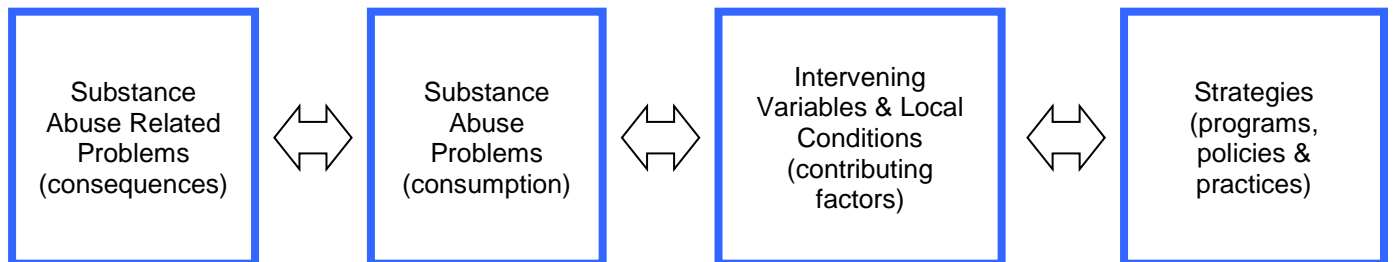 Substance
Abuse Related
Problems
(consequences)
Substance
Abuse
Problems
(consumption)
Intervening
Variables & Local
Conditions
(contributing
factors)
Strategies
(programs,
policies &
practices)